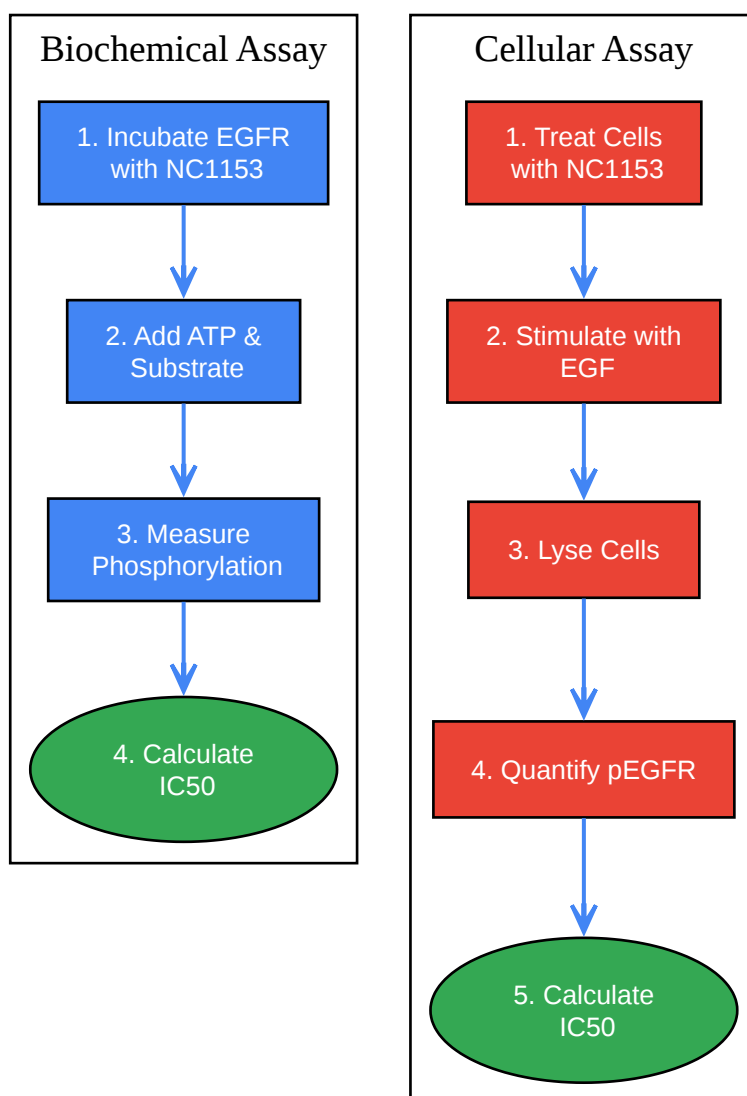 Biochemical Assay
1. Incubate EGFR
with NC1153
2. Add ATP &
Substrate
3. Measure
Phosphorylation
4. Calculate
IC50
Cellular Assay
1. Treat Cells
with NC1153
2. Stimulate with
EGF
3. Lyse Cells
4. Quantify pEGFR
5. Calculate
IC50